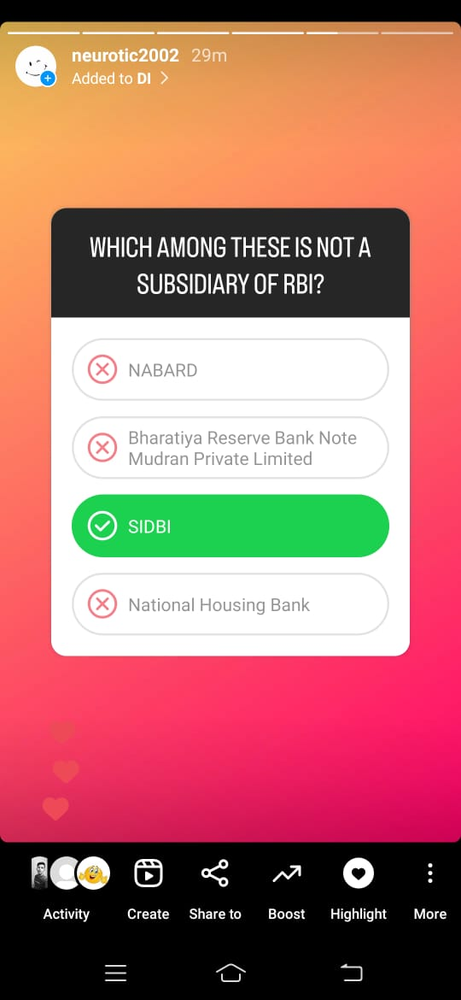 neurotic2002 29m
Added to DI >
WHICH AMONG THESE IS NOT A
SUBSIDIARY OF RBI?
NABARD
Bharatiya Reserve Bank Note
Mudran Private Limited
SIDBI
National Housing Bank
Activity Create Share to Boost Highlight More